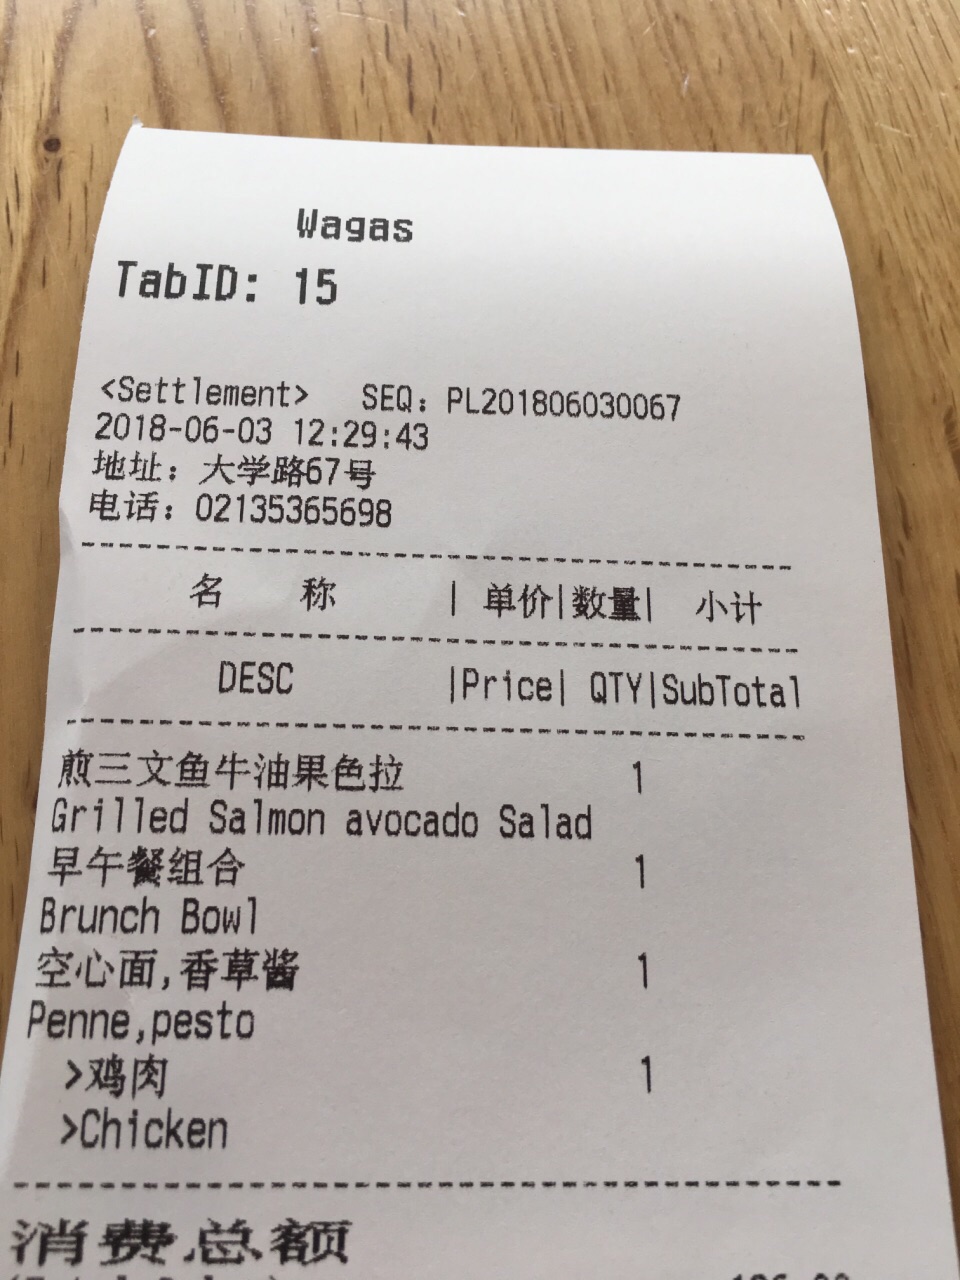 Wagas
TabID: 15
<Settlement> SEQ: PL201806030067
2018-06-03 12:29:43
地址: 大学路67号
电话: 02135365698
名 称 | 单价|数量| 小计
DESC |Price| QTY|SubTotal
煎三文鱼牛油果色拉 1
Grilled Salmon avocado Salad
早午餐组合 1
Brunch Bowl
空心面,香草酱 1
Penne,pesto
>鸡肉 1
>Chicken
消费总额